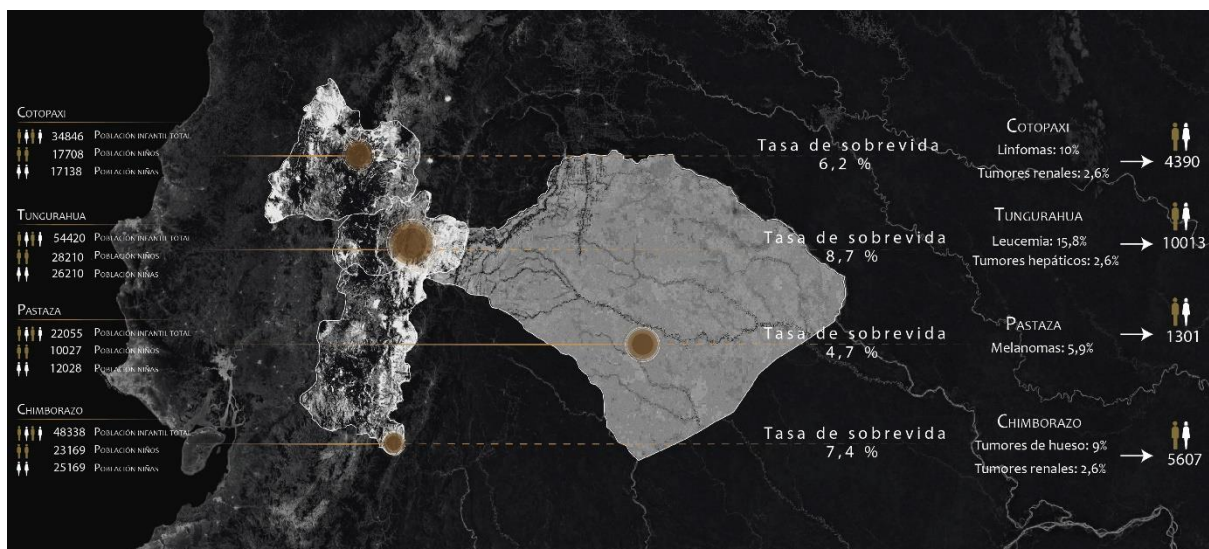 COTOPAXI
34846 POBLACIÓN INFANTIL TOTAL
17708 POBLACIÓN NIÑOS
17138 POBLACIÓN NIÑAS
TUNGURAHUA
54420 POBLACIÓN INFANTIL TOTAL
28210 POBLACIÓN NIÑOS
26210 POBLACIÓN NIÑAS
PASTAZA
22055 POBLACIÓN INFANTIL TOTAL
10027 POBLACIÓN NIÑOS
12028 POBLACIÓN NIÑAS
CHIMBORAZO
48338 POBLACIÓN INFANTIL TOTAL
23169 POBLACIÓN NIÑOS
25169 POBLACIÓN NIÑAS
Tasa de sobrevida
6,2 %
Tasa de sobrevida
8,7 %
Tasa de sobrevida
4,7 %
Tasa de sobrevida
7,4 %
COTOPAXI
Linfomas: 10%
Tumores renales: 2,6%
4390
TUNGURAHUA
Leucemia: 15,8%
Tumores hepáticos: 2,6%
10013
PASTAZA
Melanomas: 5,9%
1301
CHIMBORAZO
Tumores de hueso: 9%
Tumores renales: 2,6%
5607